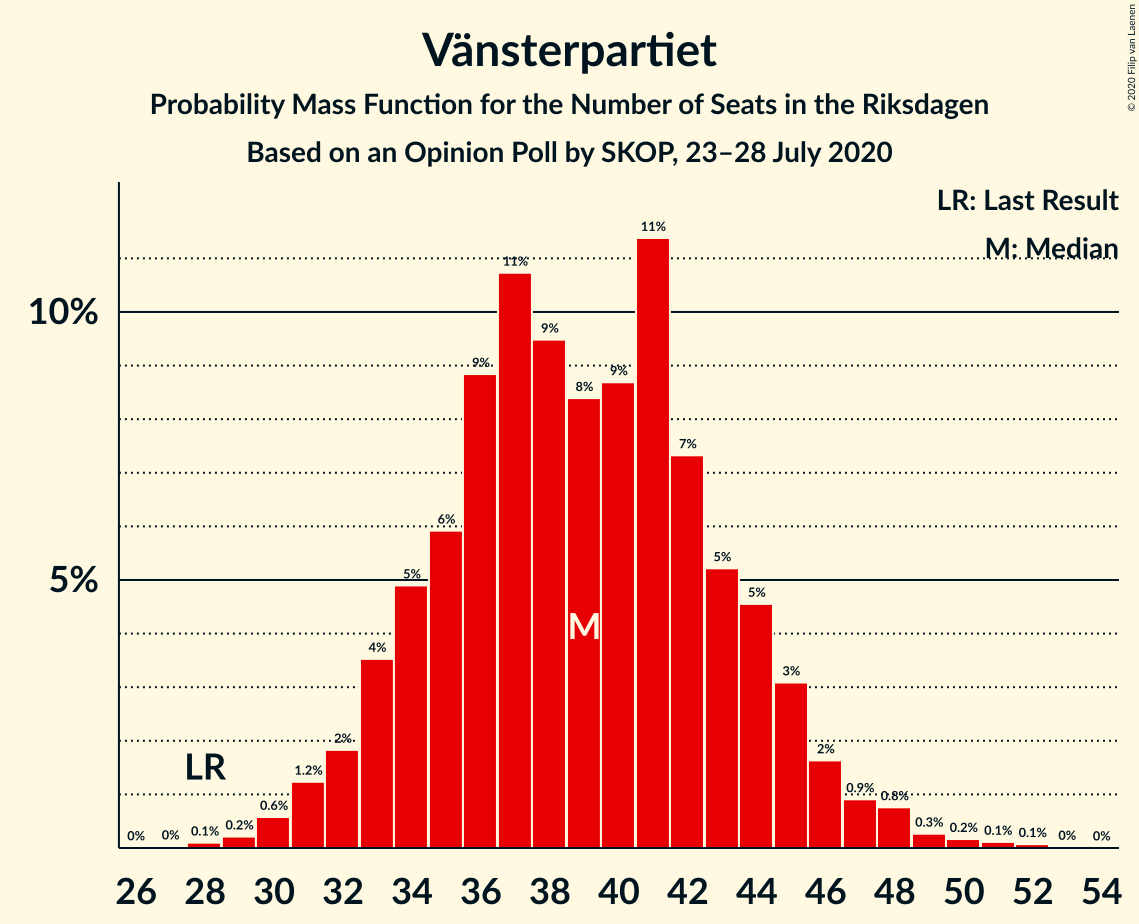 Vänsterpartiet
Probability Mass Function for the Number of Seats in the Riksdagen
Based on an Opinion Poll by SKOP, 23–28 July 2020
© 2020 Filip van Laenen
LR: Last Result
M: Median
10%
5%
0% 0% 0.1% 0.2% 0.6% 1.2% 2% 4% 5% 6% 9% 11% 9% 8% 9% 11% 7% 5% 5% 3% 2% 0.9% 0.8% 0.3% 0.2% 0.1% 0.1% 0% 0%
LR
M
26 28 30 32 34 36 38 40 42 44 46 48 50 52 54